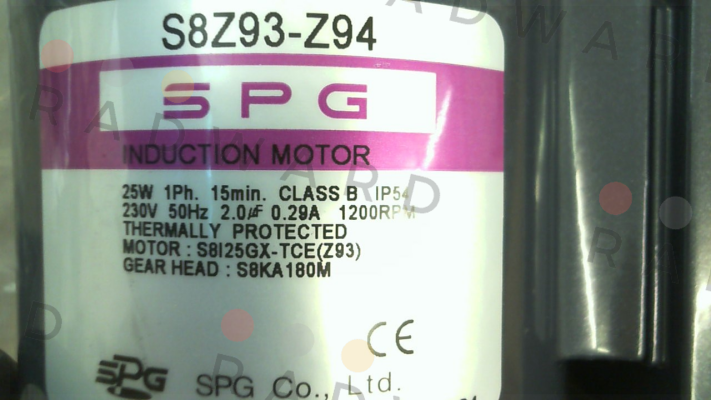 S8Z93-Z94
SPG
INDUCTION MOTOR
25W 1Ph. 15min. CLASS B IP54
230V 50Hz 2.0μF 0.29A 1200RPM
THERMALLY PROTECTED
MOTOR : S8I25GX-TCE(Z93)
GEAR HEAD : S8KA180M
CE
SPG SPG Co., Ltd.